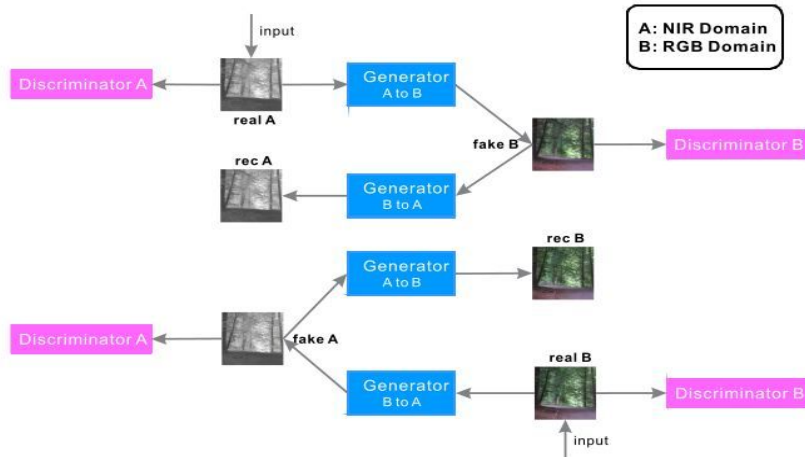 input
A: NIR Domain
B: RGB Domain
Discriminator A
Generator
A to B
real A
fake B
Discriminator B
rec A
Generator
B to A
rec B
Generator
A to B
Discriminator A
fake A
real B
Generator
B to A
Discriminator B
input